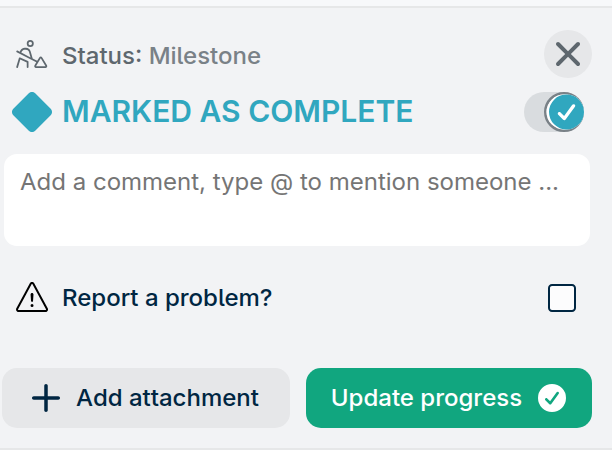 Status: Milestone
MARKED AS COMPLETE
Add a comment, type @ to mention someone ...
Report a problem?
Add attachment
Update progress